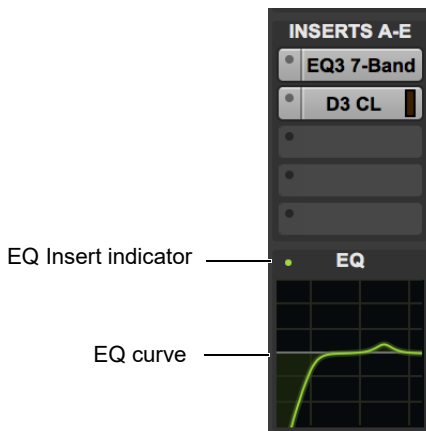 INSERTS A-E
EQ3 7-Band
D3 CL
EQ Insert indicator
EQ
EQ curve